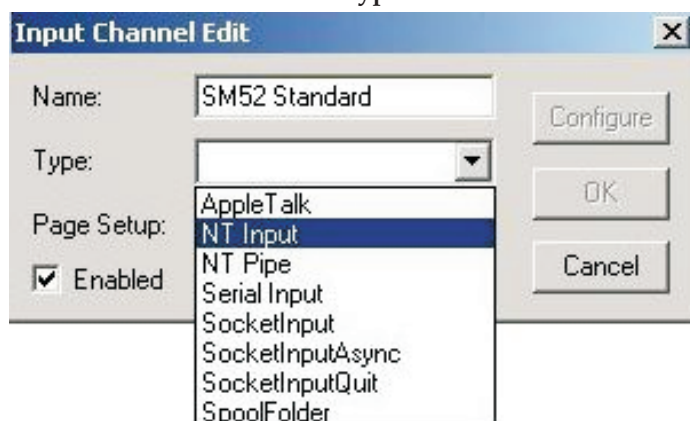 Input Channel Edit
Name:
SM52 Standard
Configure
Type:
OK
Page Setup:
Enabled
Cancel
AppleTalk
NT Input
NT Pipe
Serial Input
SocketInput
SocketInputAsync
SocketInputQuit
SpoolFolder